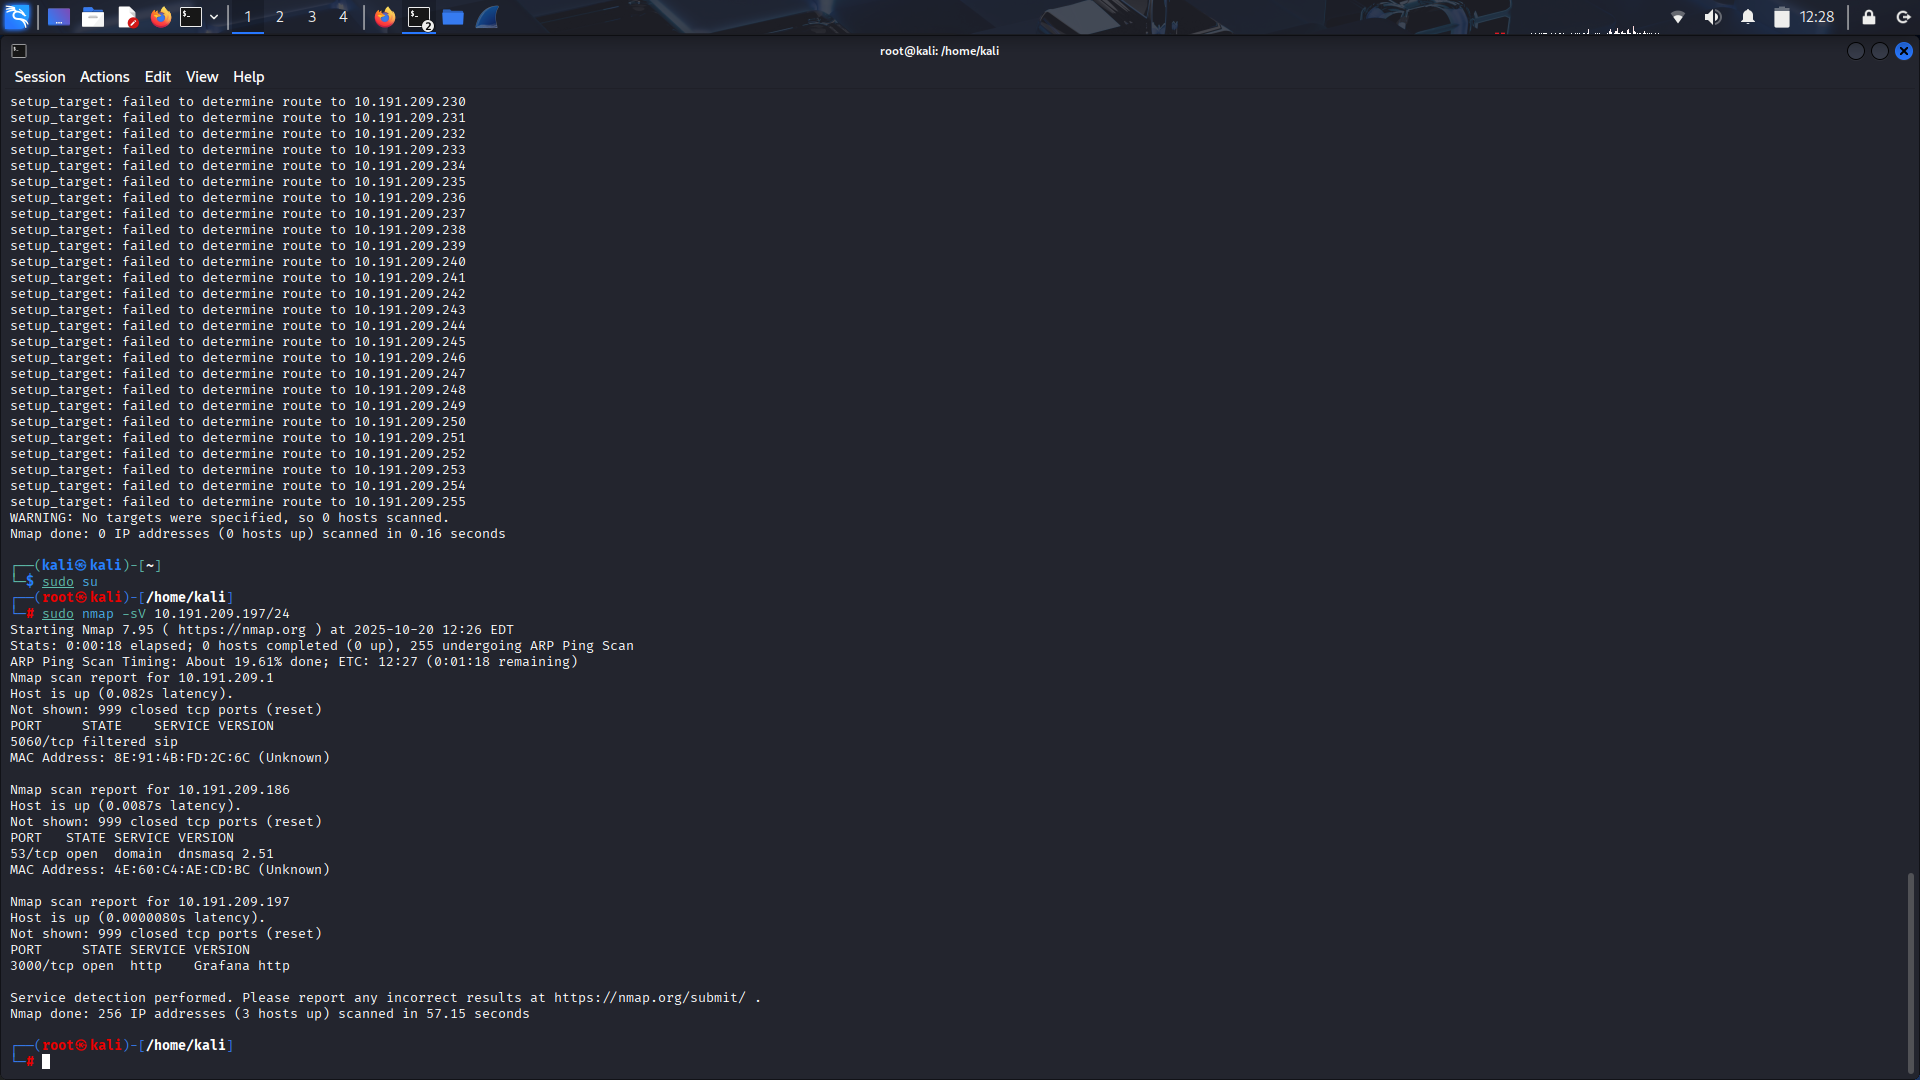 1 2 3 4
2
12:28
root@kali: /home/kali
Session Actions Edit View Help
setup_target: failed to determine route to 10.191.209.230
setup_target: failed to determine route to 10.191.209.231
setup_target: failed to determine route to 10.191.209.232
setup_target: failed to determine route to 10.191.209.233
setup_target: failed to determine route to 10.191.209.234
setup_target: failed to determine route to 10.191.209.235
setup_target: failed to determine route to 10.191.209.236
setup_target: failed to determine route to 10.191.209.237
setup_target: failed to determine route to 10.191.209.238
setup_target: failed to determine route to 10.191.209.239
setup_target: failed to determine route to 10.191.209.240
setup_target: failed to determine route to 10.191.209.241
setup_target: failed to determine route to 10.191.209.242
setup_target: failed to determine route to 10.191.209.243
setup_target: failed to determine route to 10.191.209.244
setup_target: failed to determine route to 10.191.209.245
setup_target: failed to determine route to 10.191.209.246
setup_target: failed to determine route to 10.191.209.247
setup_target: failed to determine route to 10.191.209.248
setup_target: failed to determine route to 10.191.209.249
setup_target: failed to determine route to 10.191.209.250
setup_target: failed to determine route to 10.191.209.251
setup_target: failed to determine route to 10.191.209.252
setup_target: failed to determine route to 10.191.209.253
setup_target: failed to determine route to 10.191.209.254
setup_target: failed to determine route to 10.191.209.255
WARNING: No targets were specified, so 0 hosts scanned.
Nmap done: 0 IP addresses (0 hosts up) scanned in 0.16 seconds
┌──(kali㉿kali)-[~]
└─$ sudo su
┌──(root㉿kali)-[/home/kali]
└─# sudo nmap -sV 10.191.209.197/24
Starting Nmap 7.95 ( https://nmap.org ) at 2025-10-20 12:26 EDT
Stats: 0:00:18 elapsed; 0 hosts completed (0 up), 255 undergoing ARP Ping Scan
ARP Ping Scan Timing: About 19.61% done; ETC: 12:27 (0:01:18 remaining)
Nmap scan report for 10.191.209.1
Host is up (0.082s latency).
Not shown: 999 closed tcp ports (reset)
PORT     STATE    SERVICE VERSION
5060/tcp filtered sip
MAC Address: 8E:91:4B:FD:2C:6C (Unknown)
Nmap scan report for 10.191.209.186
Host is up (0.0087s latency).
Not shown: 999 closed tcp ports (reset)
PORT   STATE SERVICE VERSION
53/tcp open  domain  dnsmasq 2.51
MAC Address: 4E:60:C4:AE:CD:BC (Unknown)
Nmap scan report for 10.191.209.197
Host is up (0.0000080s latency).
Not shown: 999 closed tcp ports (reset)
PORT     STATE SERVICE VERSION
3000/tcp open  http    Grafana http
Service detection performed. Please report any incorrect results at https://nmap.org/submit/ .
Nmap done: 256 IP addresses (3 hosts up) scanned in 57.15 seconds
┌──(root㉿kali)-[/home/kali]
└─#